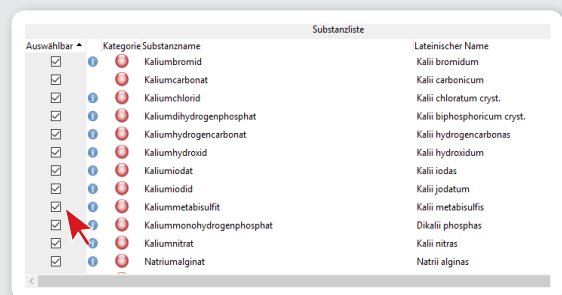 Substanzliste
Auswählbar Kategorie Substanzname Lateinischer Name
Kaliumbromid Kalii bromidum
Kaliumcarbonat Kalii carbonicum
Kaliumchlorid Kalii chloratum cryst.
Kaliumdihydrogenphosphat Kalii biphosphoricum cryst.
Kaliumhydrogencarbonat Kalii hydrogencarbonas
Kaliumhydroxid Kalii hydroxidum
Kaliumiodat Kalii iodas
Kaliumiodid Kalii jodatum
Kaliummetabisulfit Kalii metabisulfis
Kaliummonohydrogenphosphat Dikalii phosphas
Kaliumnitrat Kalii nitras
Natriumalginat Natrii alginas